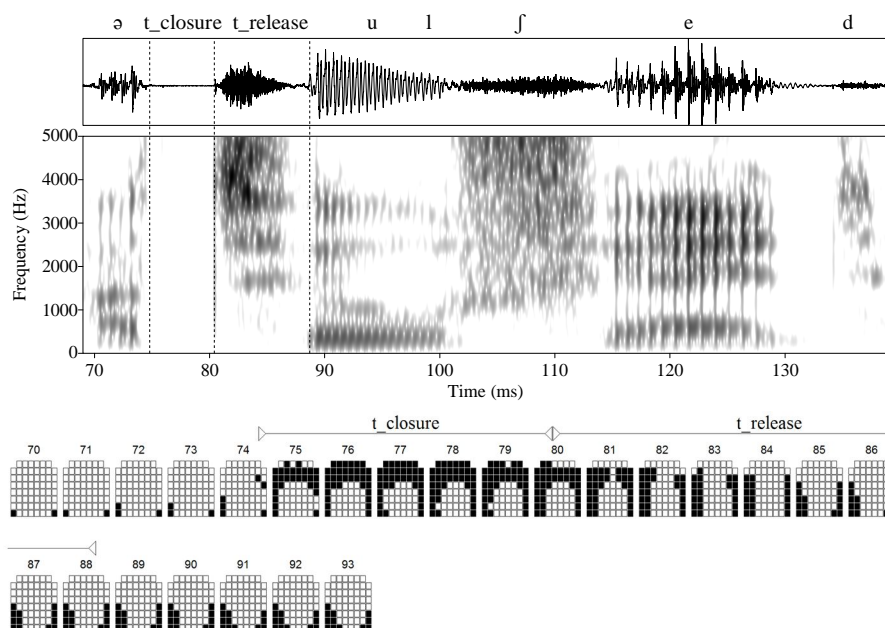 ə t_closure t_release u l ʃ e d
5000
4000
3000
2000
1000
0
Frequency (Hz)
70 80 90 100 110 120 130
Time (ms)
t_closure t_release
70 71 72 73 74 75 76 77 78 79 80 81 82 83 84 85 86
87 88 89 90 91 92 93